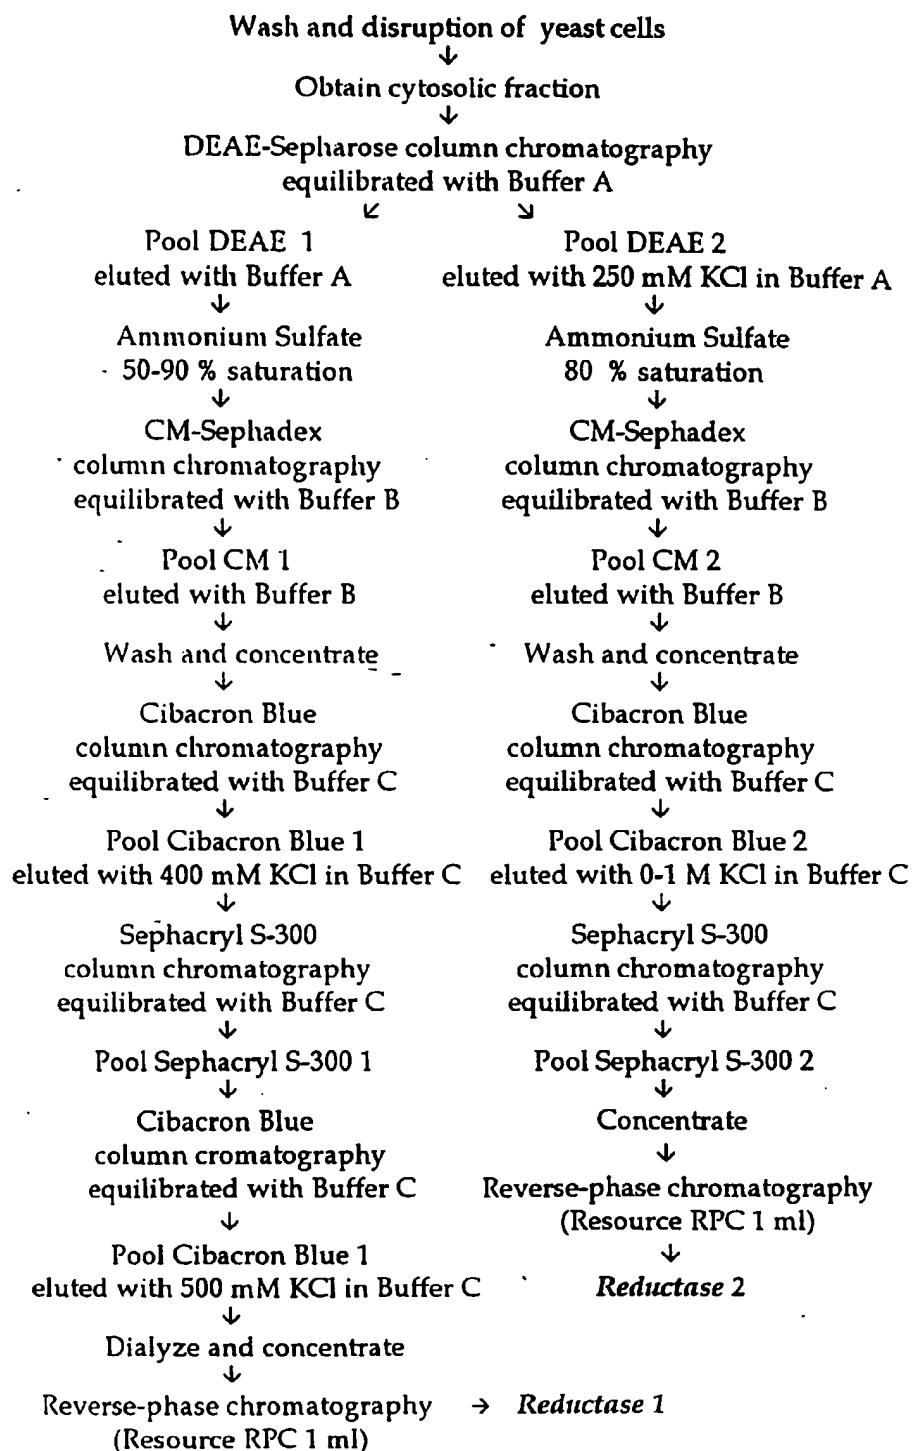 Wash and disruption of yeast cells
↓
Obtain cytosolic fraction
↓
DEAE-Sepharose column chromatography
equilibrated with Buffer A
↙ ↘
Pool DEAE 1
eluted with Buffer A
↓
Ammonium Sulfate
50-90 % saturation
↓
CM-Sephadex
column chromatography
equilibrated with Buffer B
↓
Pool CM 1
eluted with Buffer B
↓
Wash and concentrate
↓
Cibacron Blue
column chromatography
equilibrated with Buffer C
↓
Pool Cibacron Blue 1
eluted with 400 mM KCl in Buffer C
↓
Sephacryl S-300
column chromatography
equilibrated with Buffer C
↓
Pool Sephacryl S-300 1
↓
Cibacron Blue
column cromatography
equilibrated with Buffer C
↓
Pool Cibacron Blue 1
eluted with 500 mM KCl in Buffer C
↓
Dialyze and concentrate
↓
Reverse-phase chromatography → Reductase 1
(Resource RPC 1 ml)
Pool DEAE 2
eluted with 250 mM KCl in Buffer A
↓
Ammonium Sulfate
80 % saturation
↓
CM-Sephadex
column chromatography
equilibrated with Buffer B
↓
Pool CM 2
eluted with Buffer B
↓
Wash and concentrate
↓
Cibacron Blue
column chromatography
equilibrated with Buffer C
↓
Pool Cibacron Blue 2
eluted with 0-1 M KCl in Buffer C
↓
Sephacryl S-300
column chromatography
equilibrated with Buffer C
↓
Pool Sephacryl S-300 2
↓
Concentrate
↓
Reverse-phase chromatography
(Resource RPC 1 ml)
↓
Reductase 2